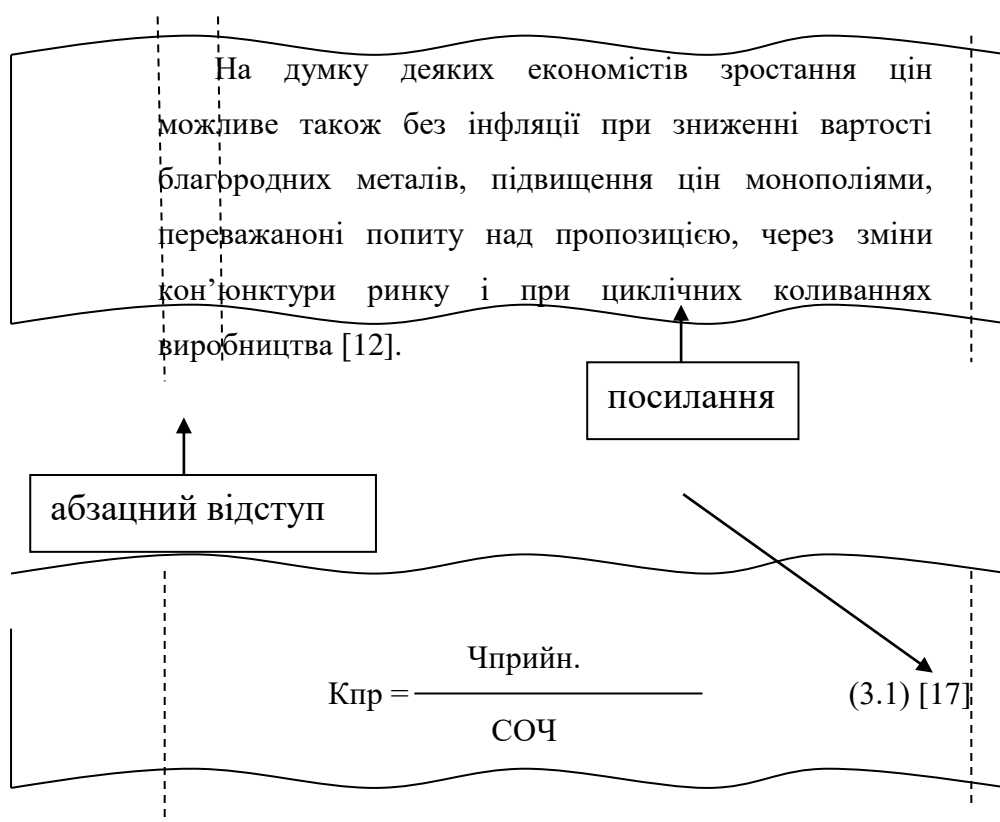 На думку деяких економістів зростання цін
можливе також без інфляції при зниженні вартості
благородних металів, підвищення цін монополіями,
переважаноні попиту над пропозицією, через зміни
кон’юнктури ринку і при циклічних коливаннях
виробництва [12].
посилання
абзацний відступ
Чприйн.
Кпр = (3.1) [17]
СОЧ